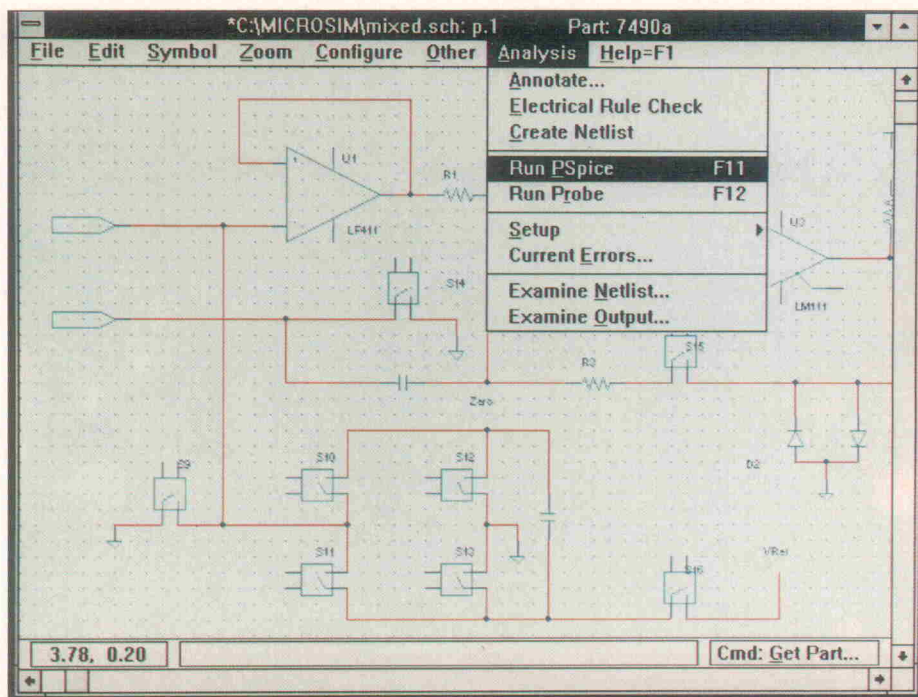 *C:\MICROSIM\mixed.sch: p.1 Part: 7490a
File Edit Symbol Zoom Configure Other Analysis Help=F1
Annotate...
Electrical Rule Check
Create Netlist
Run PSpice F11
Run Probe F12
Setup
Current Errors...
Examine Netlist...
Examine Output...
U1
R1
S14
LM111
S15
R3
Zero
S10
S12
D2
S11
S13
S16
VRef
3.78, 0.20
Cmd: Get Part...